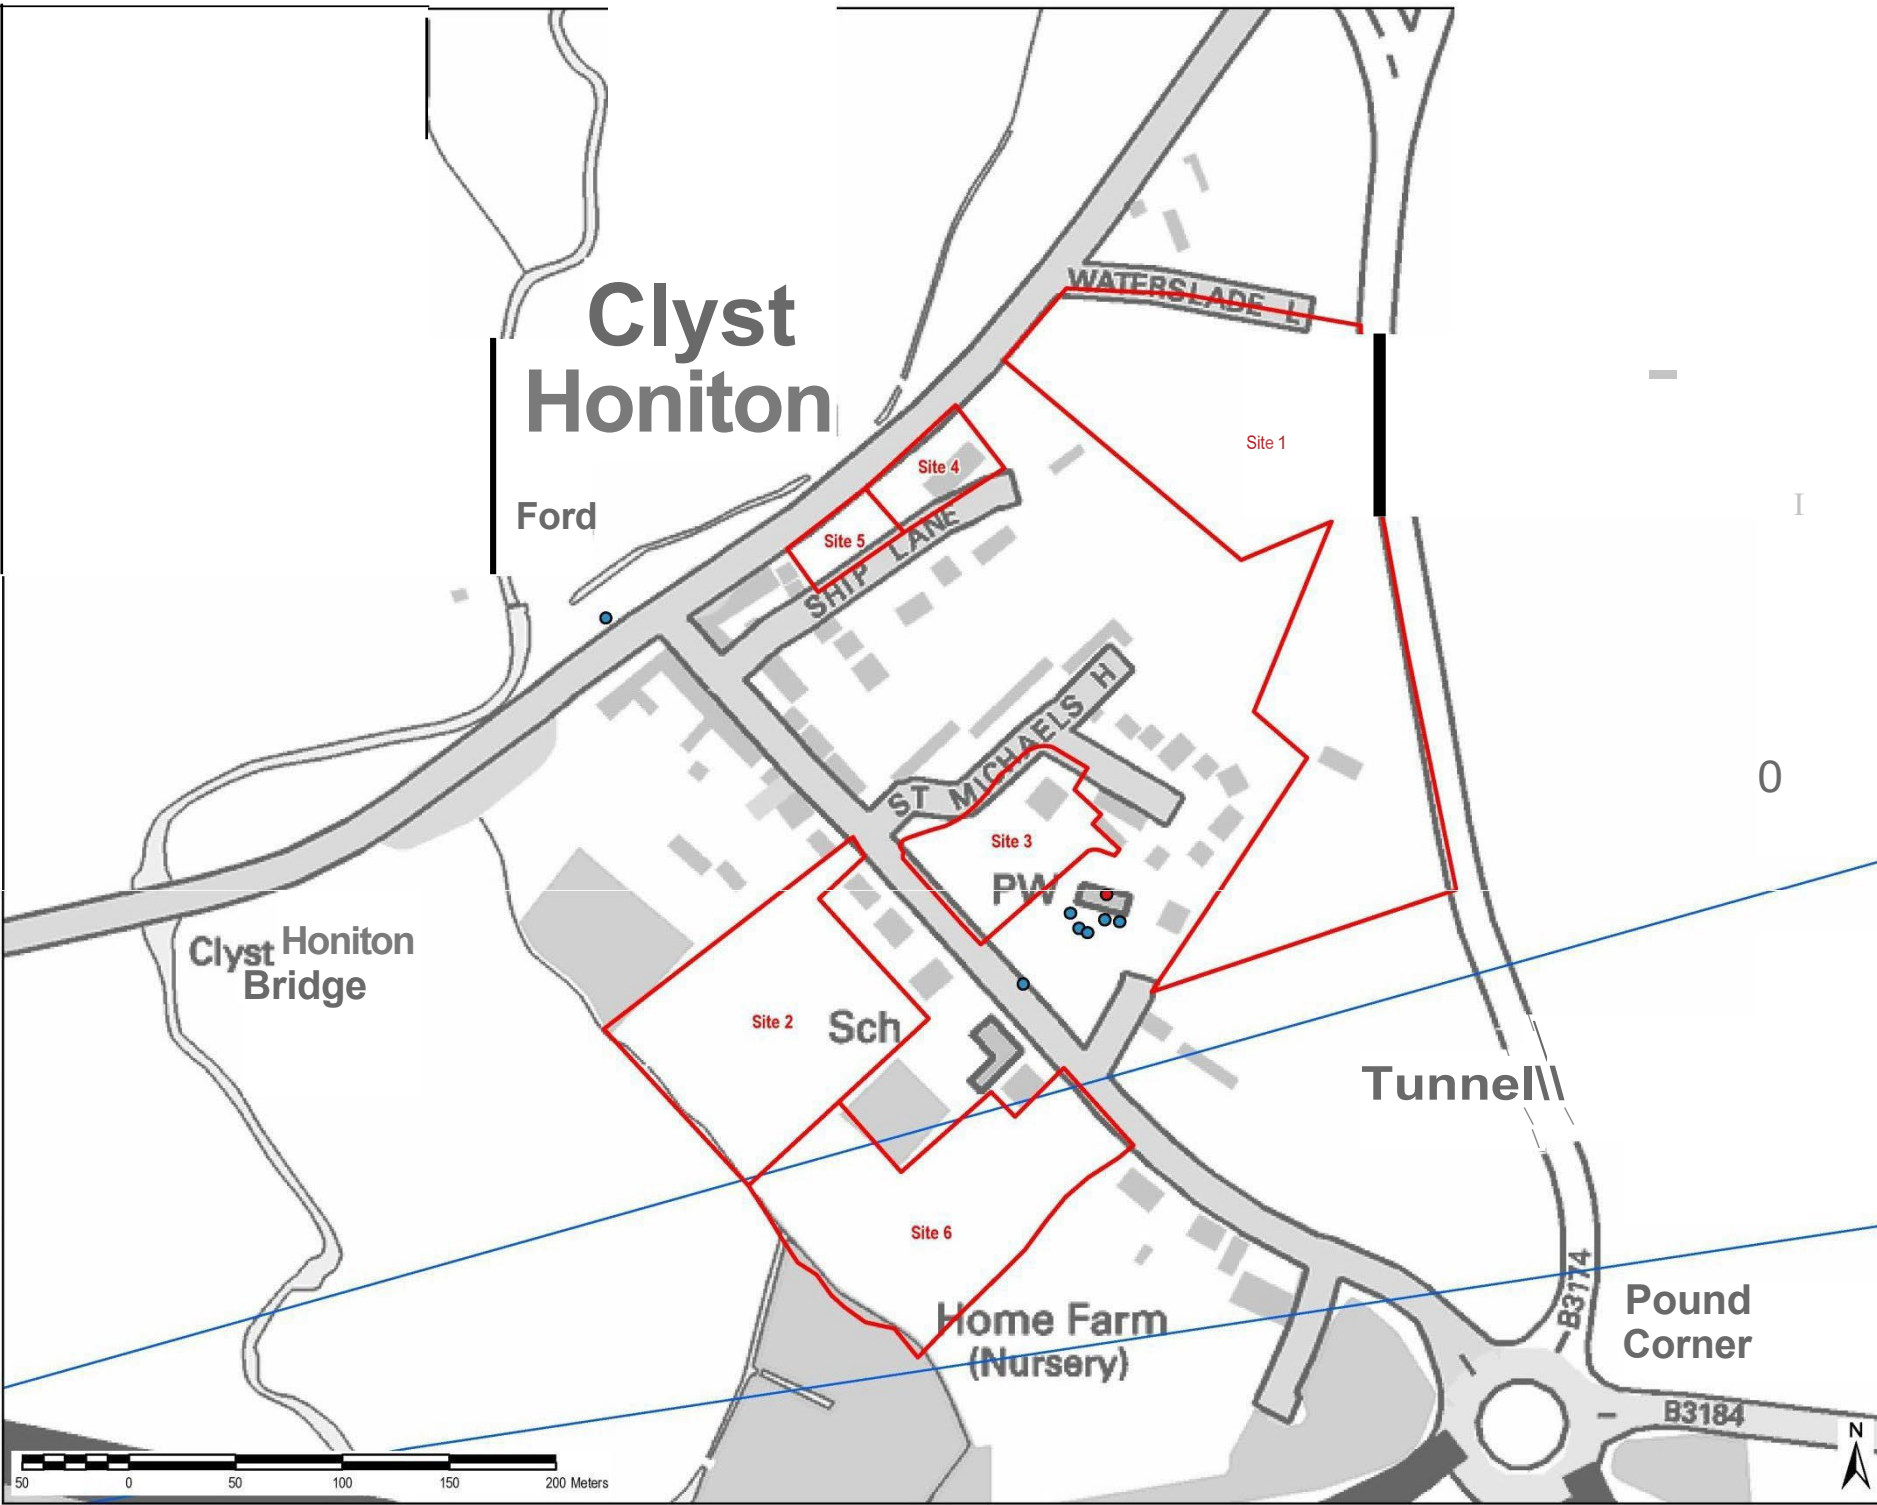 WATERSLADE L
Clyst
Honiton
Site 1
Site 4
Ford
Site 5
SHIP LANE
I
ST MICHAELS H
0
Site 3
PW
Clyst Honiton
Bridge
Site 2
Sch
Tunnel\\
Site 6
Home Farm
(Nursery)
B3174
Pound
Corner
B3184
N
50 0 50 100 150 200 Meters